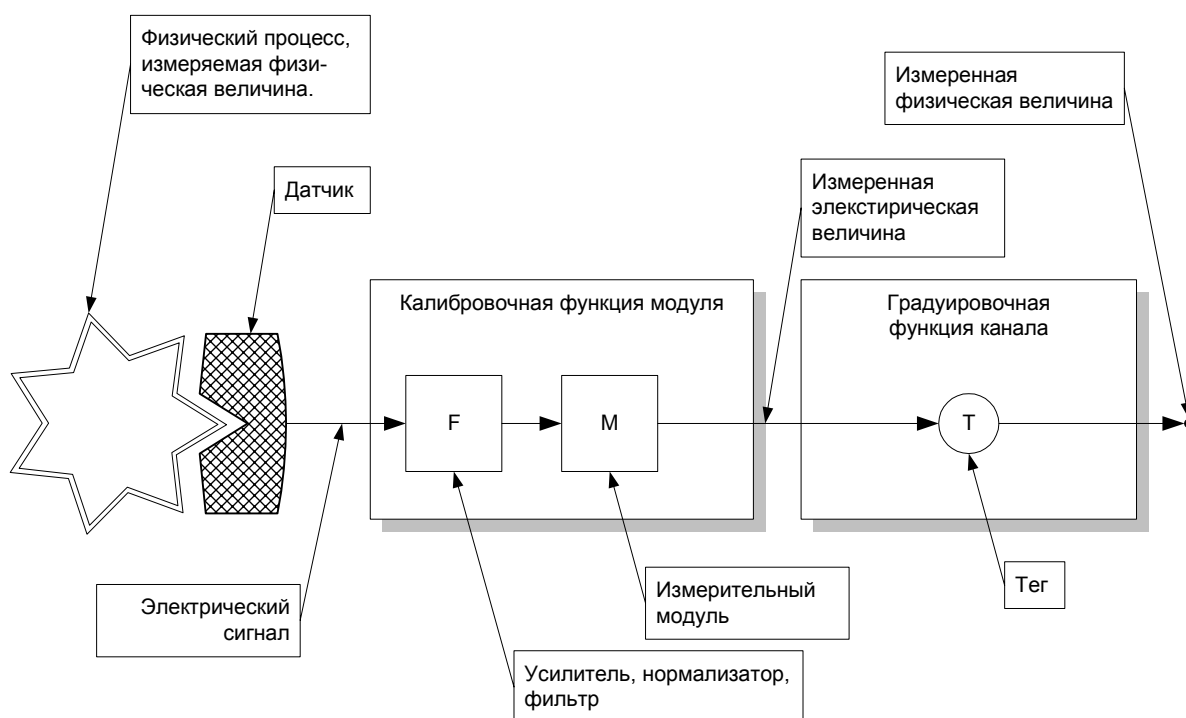 Физический процесс,
измеряемая физи-
ческая величина.
Измеренная
физическая величина
Датчик
Измеренная
элекстирическая
величина
Калибровочная функция модуля
Градуировочная
функция канала
F
M
T
Электрический
сигнал
Измерительный
модуль
Тег
Усилитель, нормализатор,
фильтр